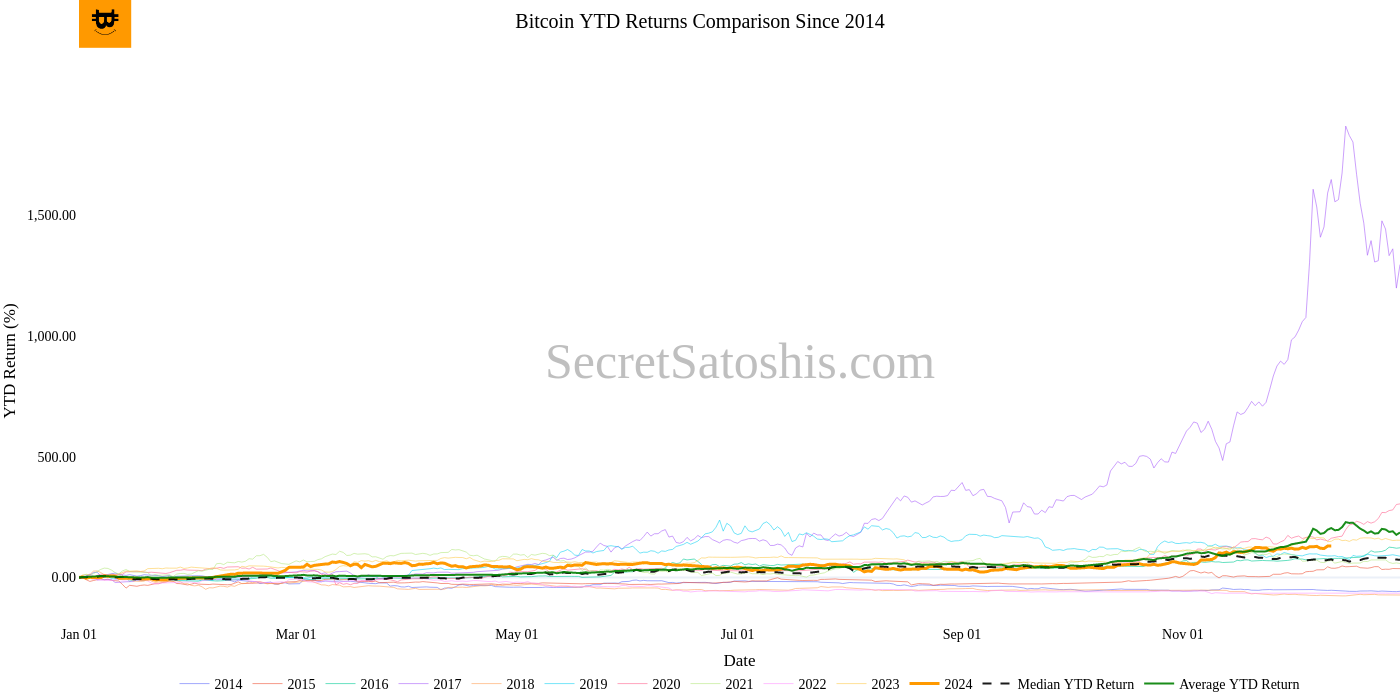 Bitcoin YTD Returns Comparison Since 2014
1,500.00
1,000.00
500.00
0.00
YTD Return (%)
SecretSatoshis.com
Jan 01 Mar 01 May 01 Jul 01 Sep 01 Nov 01
Date
2014 2015 2016 2017 2018 2019 2020 2021 2022 2023 2024 Median YTD Return Average YTD Return